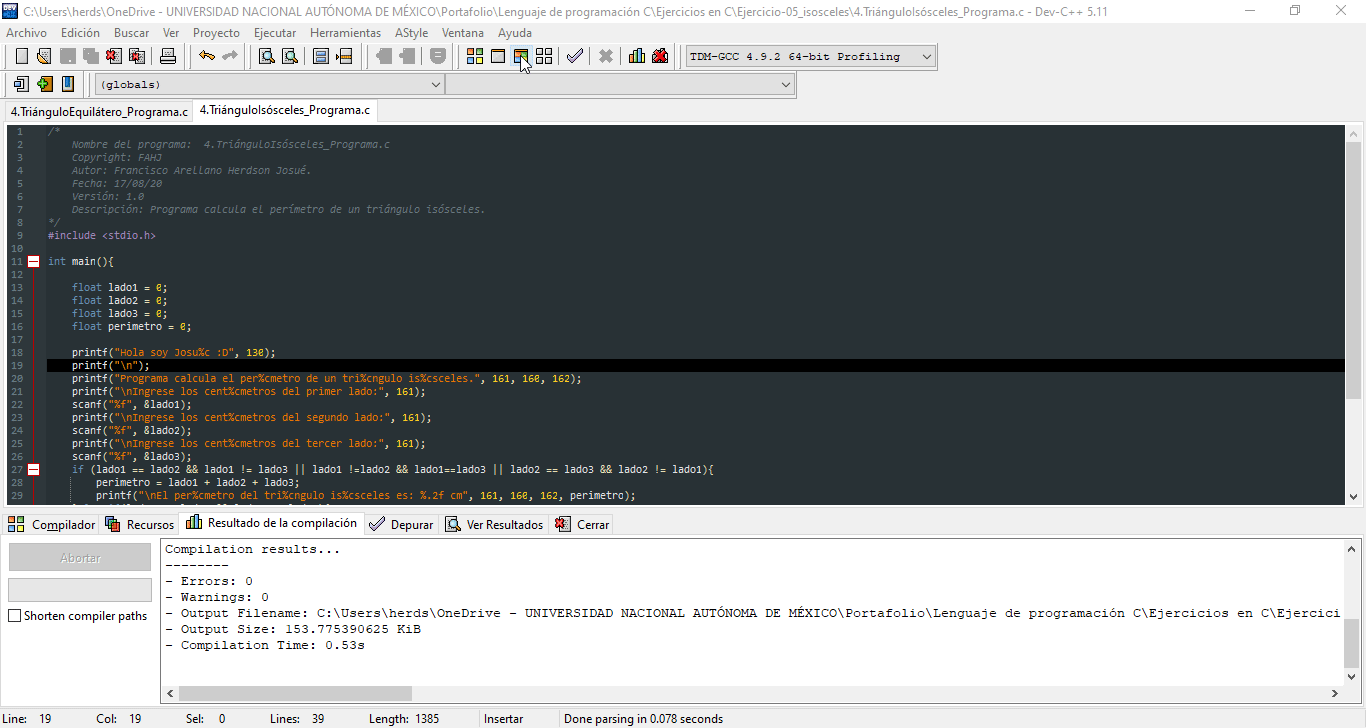 C:\Users\herds\OneDrive - UNIVERSIDAD NACIONAL AUTÓNOMA DE MÉXICO\Portafolio\Lenguaje de programación C\Ejercicios en C\Ejercicio-05_isosceles\4.TriánguloIsósceles_Programa.c - Dev-C++ 5.11
Archivo Edición Buscar Ver Proyecto Ejecutar Herramientas AStyle Ventana Ayuda
TDM-GCC 4.9.2 64-bit Profiling
(globals)
4.TriánguloEquilátero_Programa.c 4.TriánguloIsósceles_Programa.c
1 /*
2 Nombre del programa: 4.TriánguloIsósceles_Programa.c
3 Copyright: FAHJ
4 Autor: Francisco Arellano Herdson Josué.
5 Fecha: 17/08/20
6 Versión: 1.0
7 Descripción: Programa calcula el perímetro de un triángulo isósceles.
8 */
9 #include <stdio.h>
10
11 int main(){
12
13 float lado1 = 0;
14 float lado2 = 0;
15 float lado3 = 0;
16 float perimetro = 0;
17
18 printf("Hola soy Josu%c :D", 130);
19 printf("\n");
20 printf("Programa calcula el per%cmetro de un tri%cngulo is%csceles.", 161, 160, 162);
21 printf("\nIngrese los cent%cmetros del primer lado:", 161);
22 scanf("%f", &lado1);
23 printf("\nIngrese los cent%cmetros del segundo lado:", 161);
24 scanf("%f", &lado2);
25 printf("\nIngrese los cent%cmetros del tercer lado:", 161);
26 scanf("%f", &lado3);
27 if (lado1 == lado2 && lado1 != lado3 || lado1 !=lado2 && lado1==lado3 || lado2 == lado3 && lado2 != lado1){
28 perimetro = lado1 + lado2 + lado3;
29 printf("\nEl per%cmetro del tri%cngulo is%csceles es: %.2f cm", 161, 160, 162, perimetro);
Compilador Recursos Resultado de la compilación Depurar Ver Resultados Cerrar
Abortar
Shorten compiler paths
Compilation results...
--------
- Errors: 0
- Warnings: 0
- Output Filename: C:\Users\herds\OneDrive - UNIVERSIDAD NACIONAL AUTÓNOMA DE MÉXICO\Portafolio\Lenguaje de programación C\Ejercicios en C\Ejercici
- Output Size: 153.775390625 KiB
- Compilation Time: 0.53s
Line: 19 Col: 19 Sel: 0 Lines: 39 Length: 1385 Insertar Done parsing in 0.078 seconds